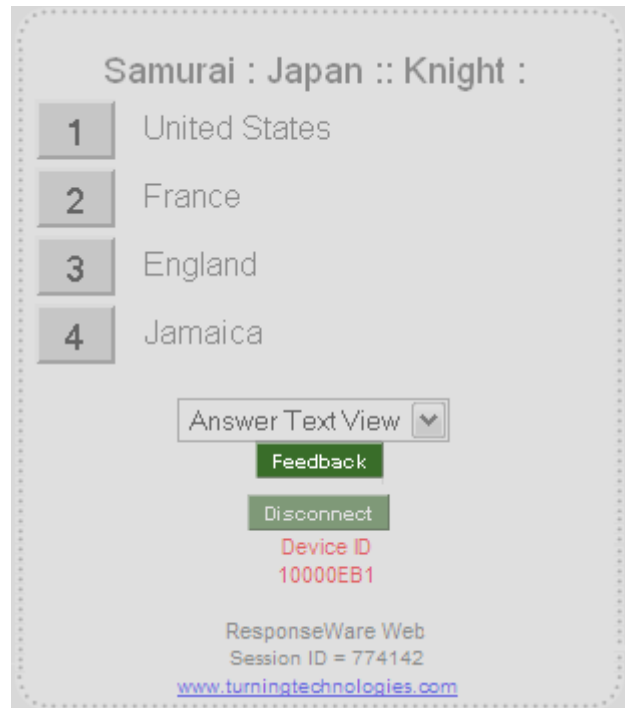 Samurai : Japan :: Knight :
1 United States
2 France
3 England
4 Jamaica
Answer Text View
Feedback
Disconnect
Device ID
10000EB1
ResponseWare Web
Session ID = 774142
www.turningtechnologies.com